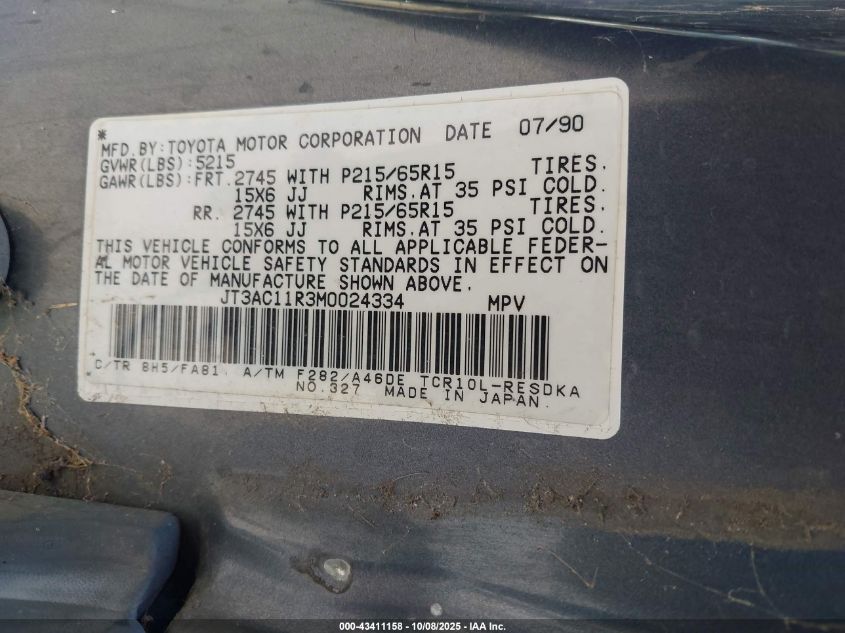 *
MFD. BY: TOYOTA MOTOR CORPORATION DATE 07/90
GVWR(LBS):5215
GAWR(LBS):FRT. 2745 WITH P215/65R15 TIRES.
15X6 JJ RIMS. AT 35 PSI COLD.
RR. 2745 WITH P215/65R15 TIRES.
15X6 JJ RIMS. AT 35 PSI COLD.
THIS VEHICLE CONFORMS TO ALL APPLICABLE FEDER-
AL MOTOR VEHICLE SAFETY STANDARDS IN EFFECT ON
THE DATE OF MANUFACTURE SHOWN ABOVE.
JT3AC11R3M0024334 MPV
C/TR 8H5/FA81. A/TM F282/A46DE TCR10L-RESDKA
NO.327 MADE IN JAPAN.
000-43411158 - 10/08/2025 - IAA Inc.